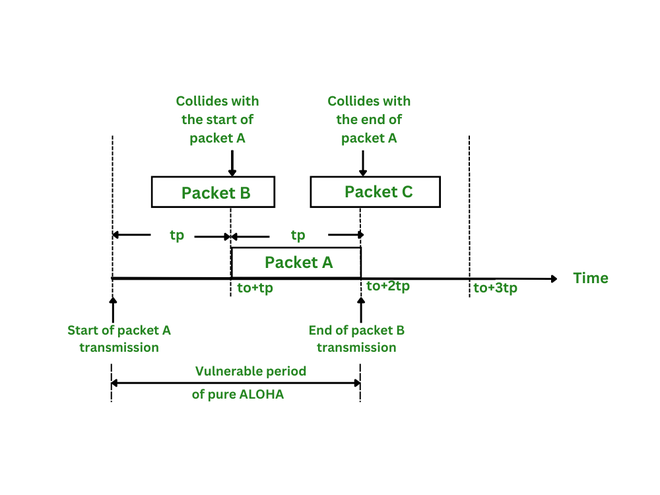 Collides with
the start of
packet A
Collides with
the end of
packet A
Packet B
Packet C
tp
tp
Packet A
Time
to+tp
to+2tp
to+3tp
Start of packet A
transmission
End of packet B
transmission
Vulnerable period
of pure ALOHA